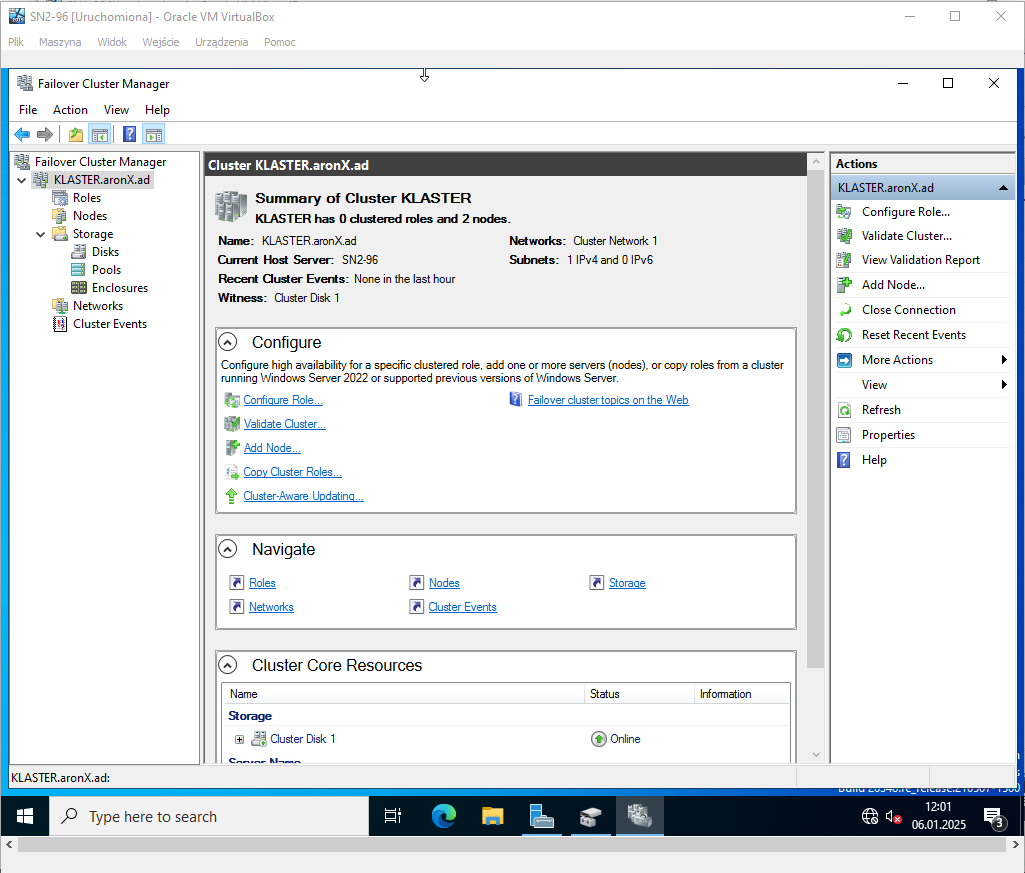 SN2-96 [Uruchomiona] - Oracle VM VirtualBox
Plik Maszyna Widok Wejście Urządzenia Pomoc
Failover Cluster Manager
File Action View Help
Failover Cluster Manager
KLASTER.aronX.ad
Roles
Nodes
Storage
Disks
Pools
Enclosures
Networks
Cluster Events
Cluster KLASTER.aronX.ad
Summary of Cluster KLASTER
KLASTER has 0 clustered roles and 2 nodes.
Name: KLASTER.aronX.ad Networks: Cluster Network 1
Current Host Server: SN2-96 Subnets: 1 IPv4 and 0 IPv6
Recent Cluster Events: None in the last hour
Witness: Cluster Disk 1
Configure
Configure high availability for a specific clustered role, add one or more servers (nodes), or copy roles from a cluster
running Windows Server 2022 or supported previous versions of Windows Server.
Configure Role... Failover cluster topics on the Web
Validate Cluster...
Add Node...
Copy Cluster Roles...
Cluster-Aware Updating...
Navigate
Roles Nodes Storage
Networks Cluster Events
Cluster Core Resources
Name Status Information
Storage
Cluster Disk 1 Online
Server Name
Actions
KLASTER.aronX.ad
Configure Role...
Validate Cluster...
View Validation Report
Add Node...
Close Connection
Reset Recent Events
More Actions
View
Refresh
Properties
Help
KLASTER.aronX.ad:
Type here to search
12:01
06.01.2025
3